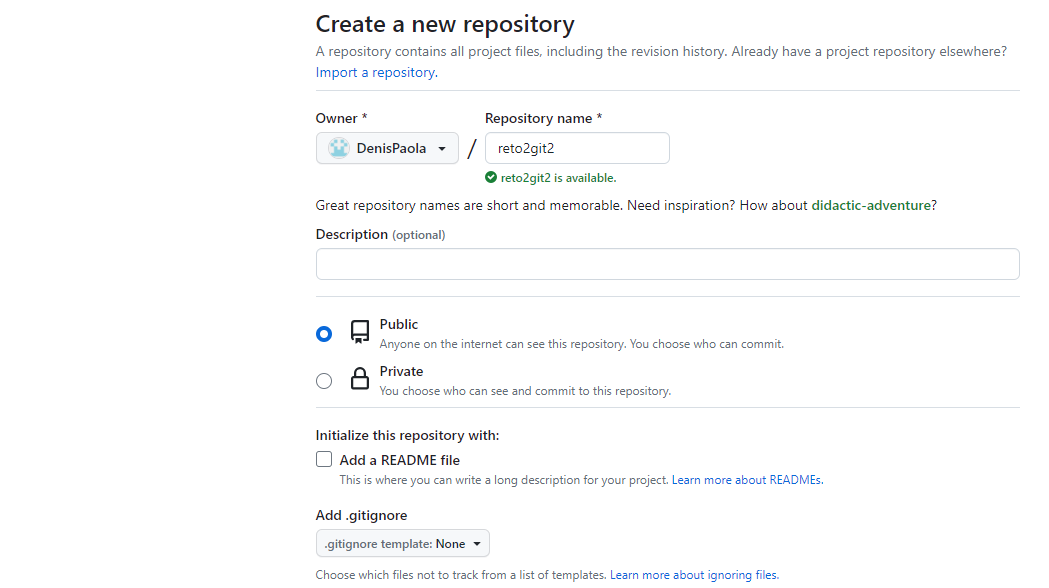 Create a new repository
A repository contains all project files, including the revision history. Already have a project repository elsewhere?
Import a repository.
Owner *
Repository name *
DenisPaola
/
reto2git2
reto2git2 is available.
Great repository names are short and memorable. Need inspiration? How about didactic-adventure?
Description (optional)
Public
Anyone on the internet can see this repository. You choose who can commit.
Private
You choose who can see and commit to this repository.
Initialize this repository with:
Add a README file
This is where you can write a long description for your project. Learn more about READMEs.
Add .gitignore
.gitignore template: None
Choose which files not to track from a list of templates. Learn more about ignoring files.